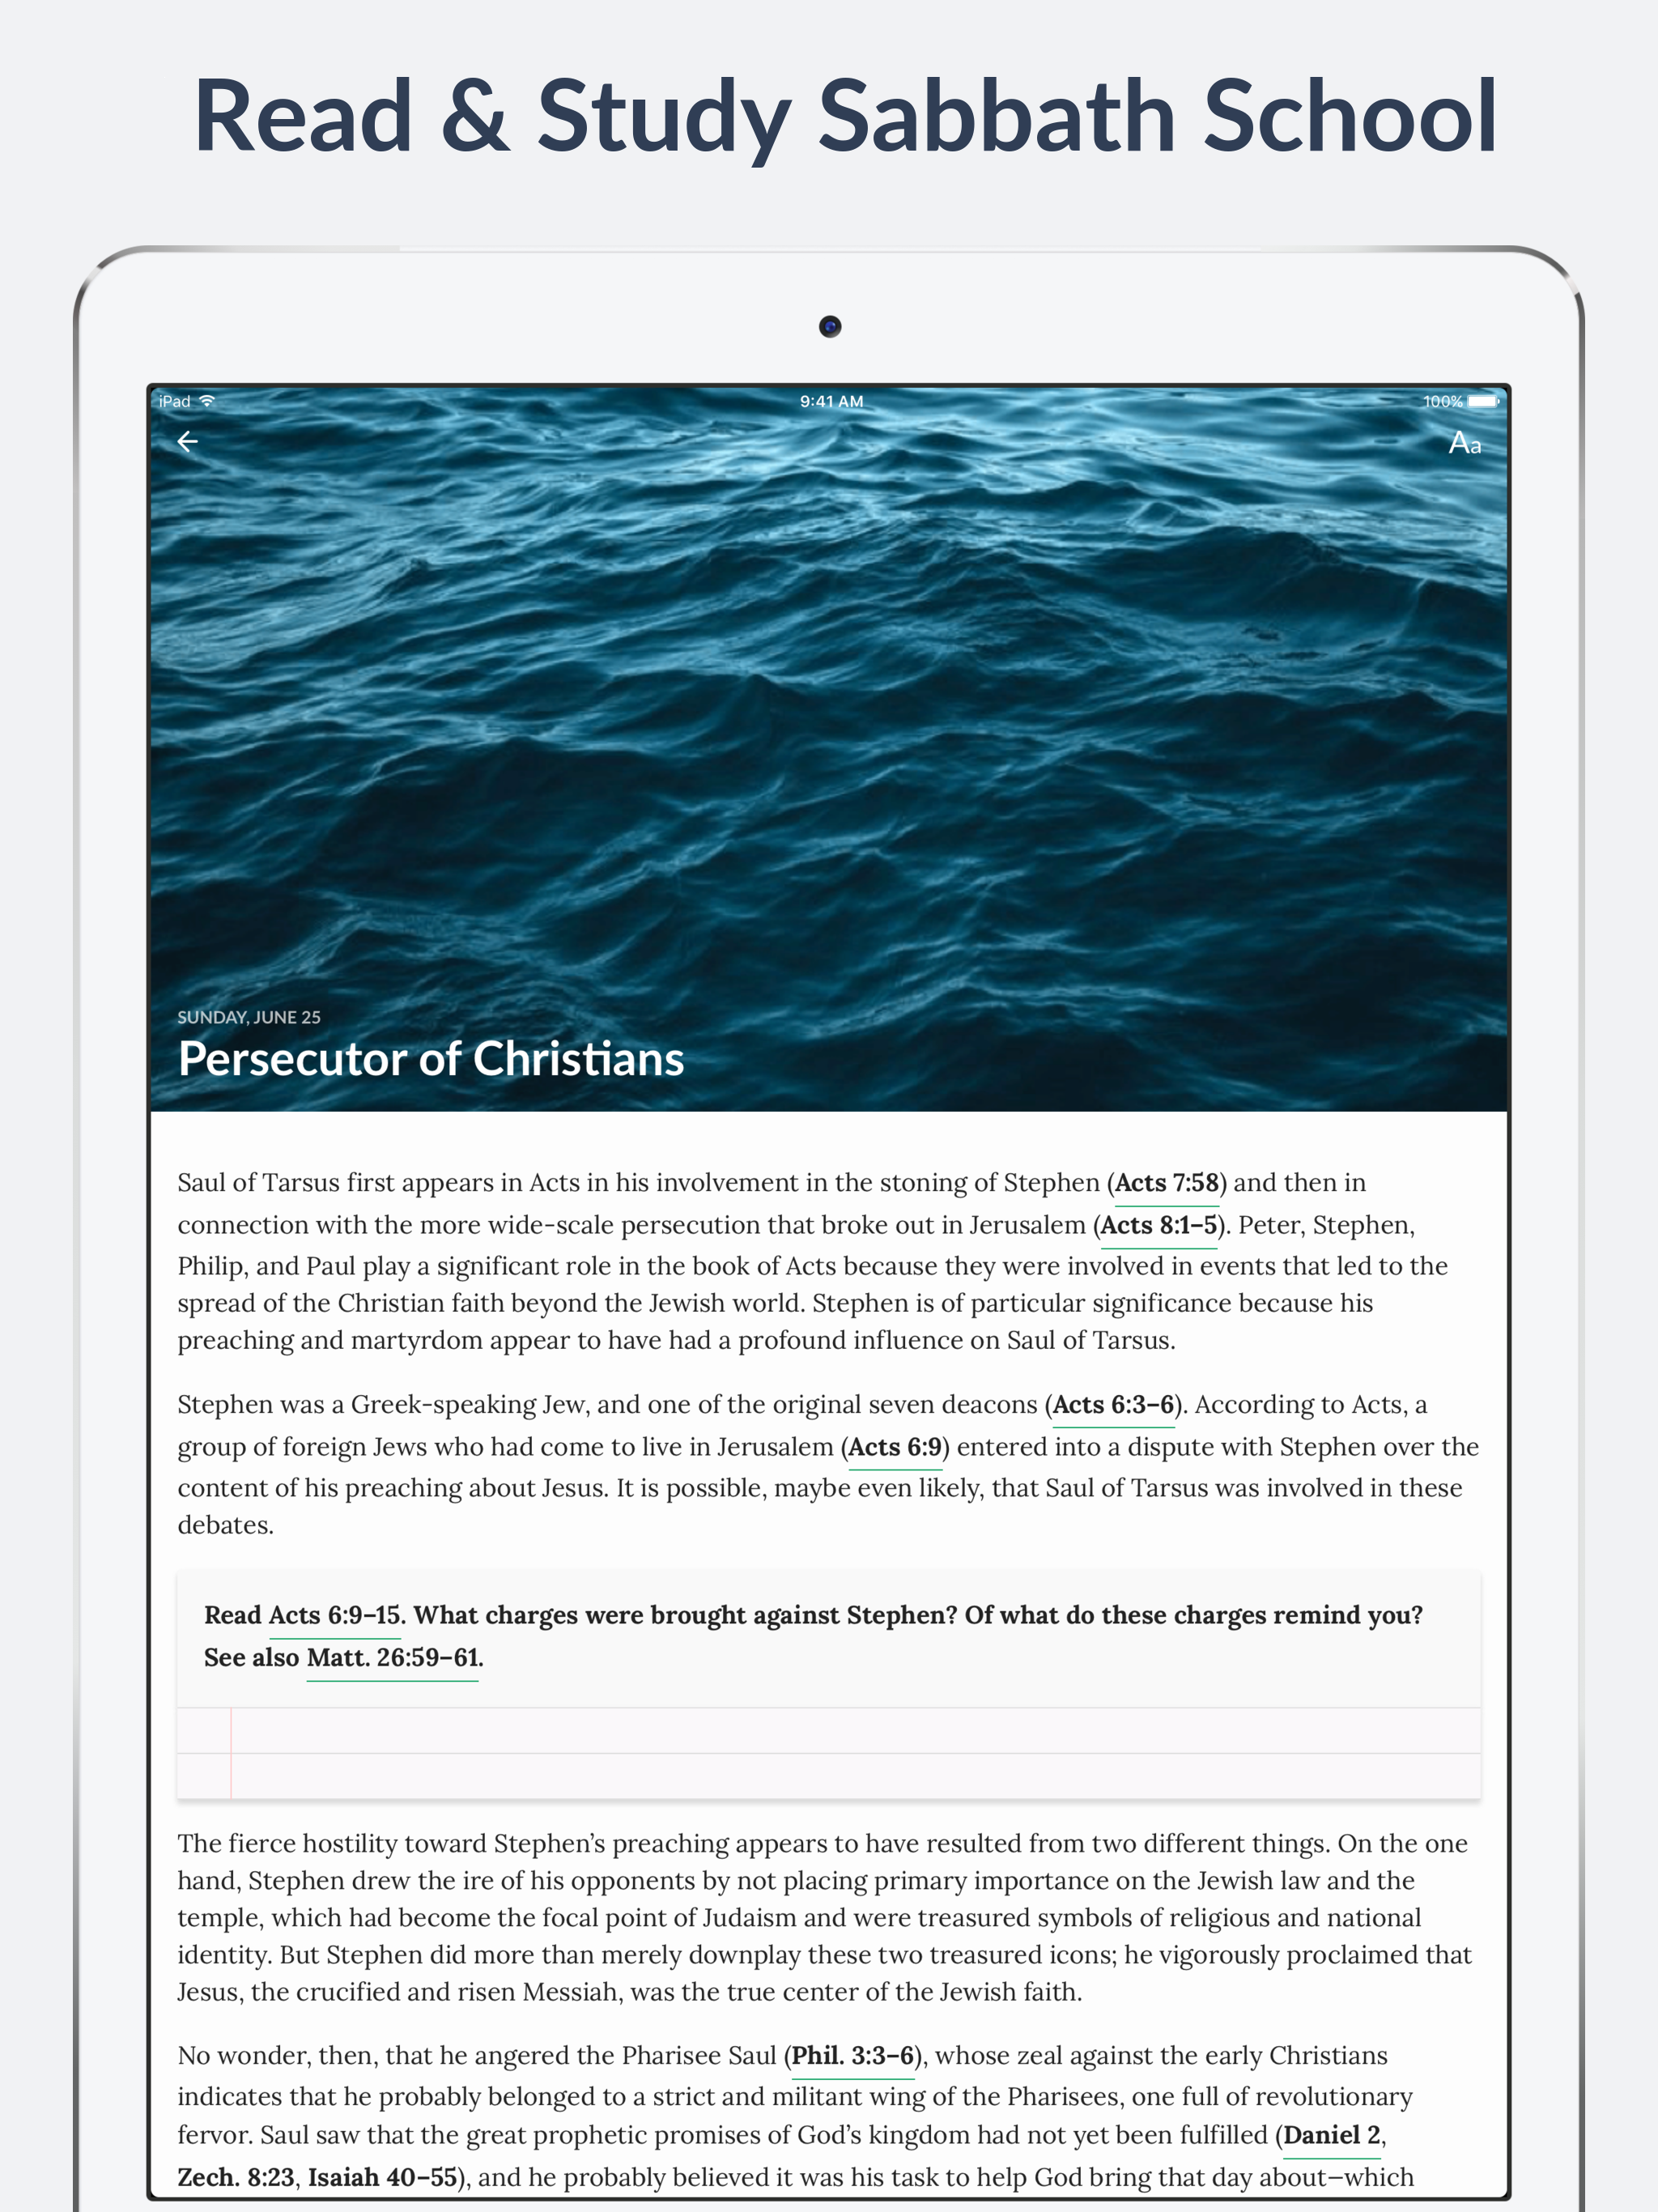 Read & Study Sabbath School
iPad
9:41 AM
100%
Aa
SUNDAY, JUNE 25
Persecutor of Christians
Saul of Tarsus first appears in Acts in his involvement in the stoning of Stephen (Acts 7:58) and then in
connection with the more wide-scale persecution that broke out in Jerusalem (Acts 8:1–5). Peter, Stephen,
Philip, and Paul play a significant role in the book of Acts because they were involved in events that led to the
spread of the Christian faith beyond the Jewish world. Stephen is of particular significance because his
preaching and martyrdom appear to have had a profound influence on Saul of Tarsus.
Stephen was a Greek-speaking Jew, and one of the original seven deacons (Acts 6:3–6). According to Acts, a
group of foreign Jews who had come to live in Jerusalem (Acts 6:9) entered into a dispute with Stephen over the
content of his preaching about Jesus. It is possible, maybe even likely, that Saul of Tarsus was involved in these
debates.
Read Acts 6:9–15. What charges were brought against Stephen? Of what do these charges remind you?
See also Matt. 26:59–61.
The fierce hostility toward Stephen’s preaching appears to have resulted from two different things. On the one
hand, Stephen drew the ire of his opponents by not placing primary importance on the Jewish law and the
temple, which had become the focal point of Judaism and were treasured symbols of religious and national
identity. But Stephen did more than merely downplay these two treasured icons; he vigorously proclaimed that
Jesus, the crucified and risen Messiah, was the true center of the Jewish faith.
No wonder, then, that he angered the Pharisee Saul (Phil. 3:3–6), whose zeal against the early Christians
indicates that he probably belonged to a strict and militant wing of the Pharisees, one full of revolutionary
fervor. Saul saw that the great prophetic promises of God’s kingdom had not yet been fulfilled (Daniel 2,
Zech. 8:23, Isaiah 40–55), and he probably believed it was his task to help God bring that day about—which